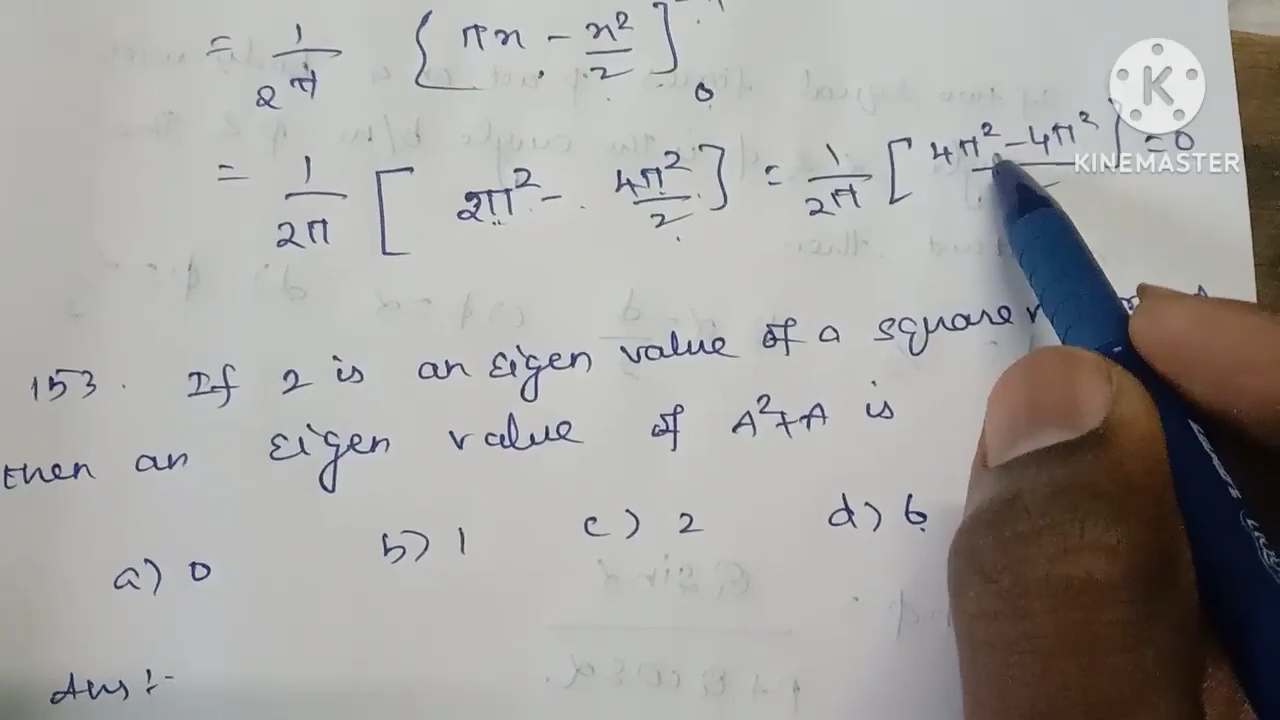 = 1/2π { πx - x²/2 ]₀
= 1/2π [ 2π² - 4π²/2 ] = 1/2π [ 4π² - 4π² ] = 0
K
KINEMASTER
153. If 2 is an Eigen value of a square
then an Eigen value of A²+A is
a) 0 b) 1 c) 2 d) 6
Ans :-